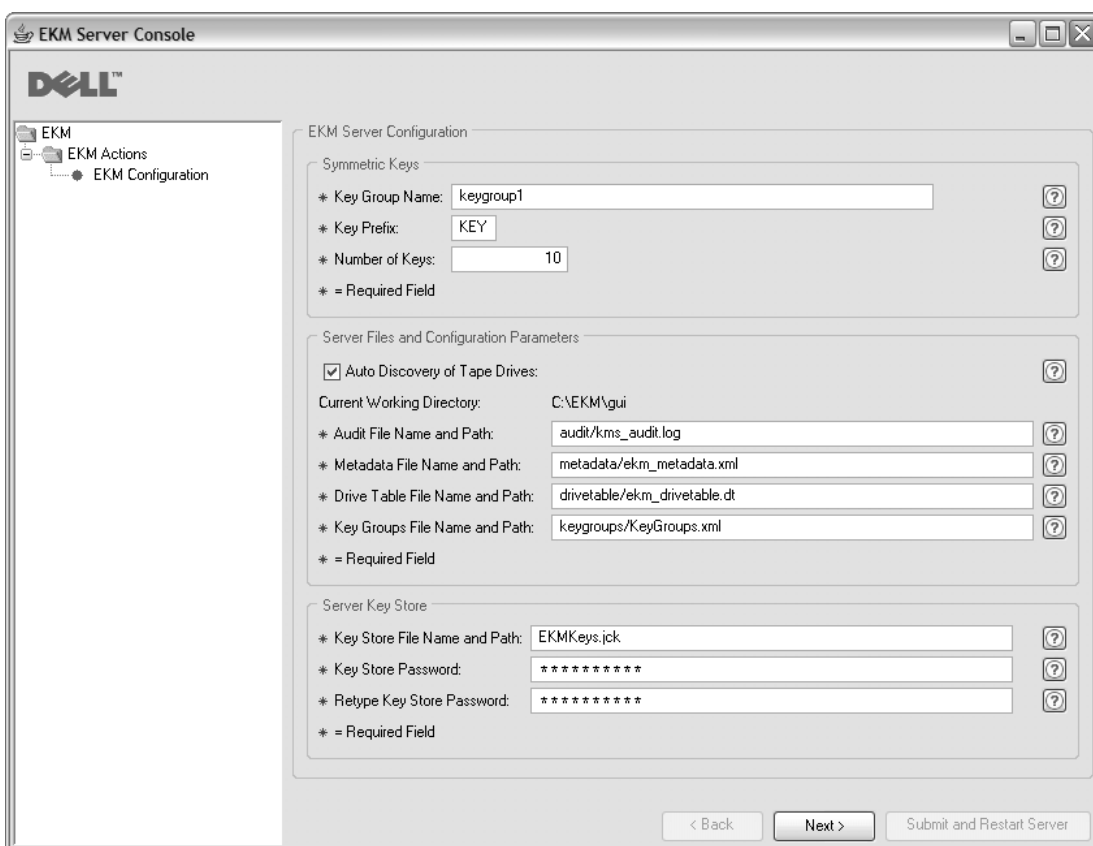 EKM Server Console
DELL™
EKM
EKM Actions
EKM Configuration
EKM Server Configuration
Symmetric Keys
* Key Group Name: keygroup1 ?
* Key Prefix: KEY ?
* Number of Keys: 10 ?
* = Required Field
Server Files and Configuration Parameters
Auto Discovery of Tape Drives: ?
Current Working Directory: C:\EKM\gui
* Audit File Name and Path: audit/kms_audit.log ?
* Metadata File Name and Path: metadata/ekm_metadata.xml ?
* Drive Table File Name and Path: drivetable/ekm_drivetable.dt ?
* Key Groups File Name and Path: keygroups/KeyGroups.xml ?
* = Required Field
Server Key Store
* Key Store File Name and Path: EKMKeys.jck ?
* Key Store Password: ********** ?
* Retype Key Store Password: ********** ?
* = Required Field
< Back Next > Submit and Restart Server